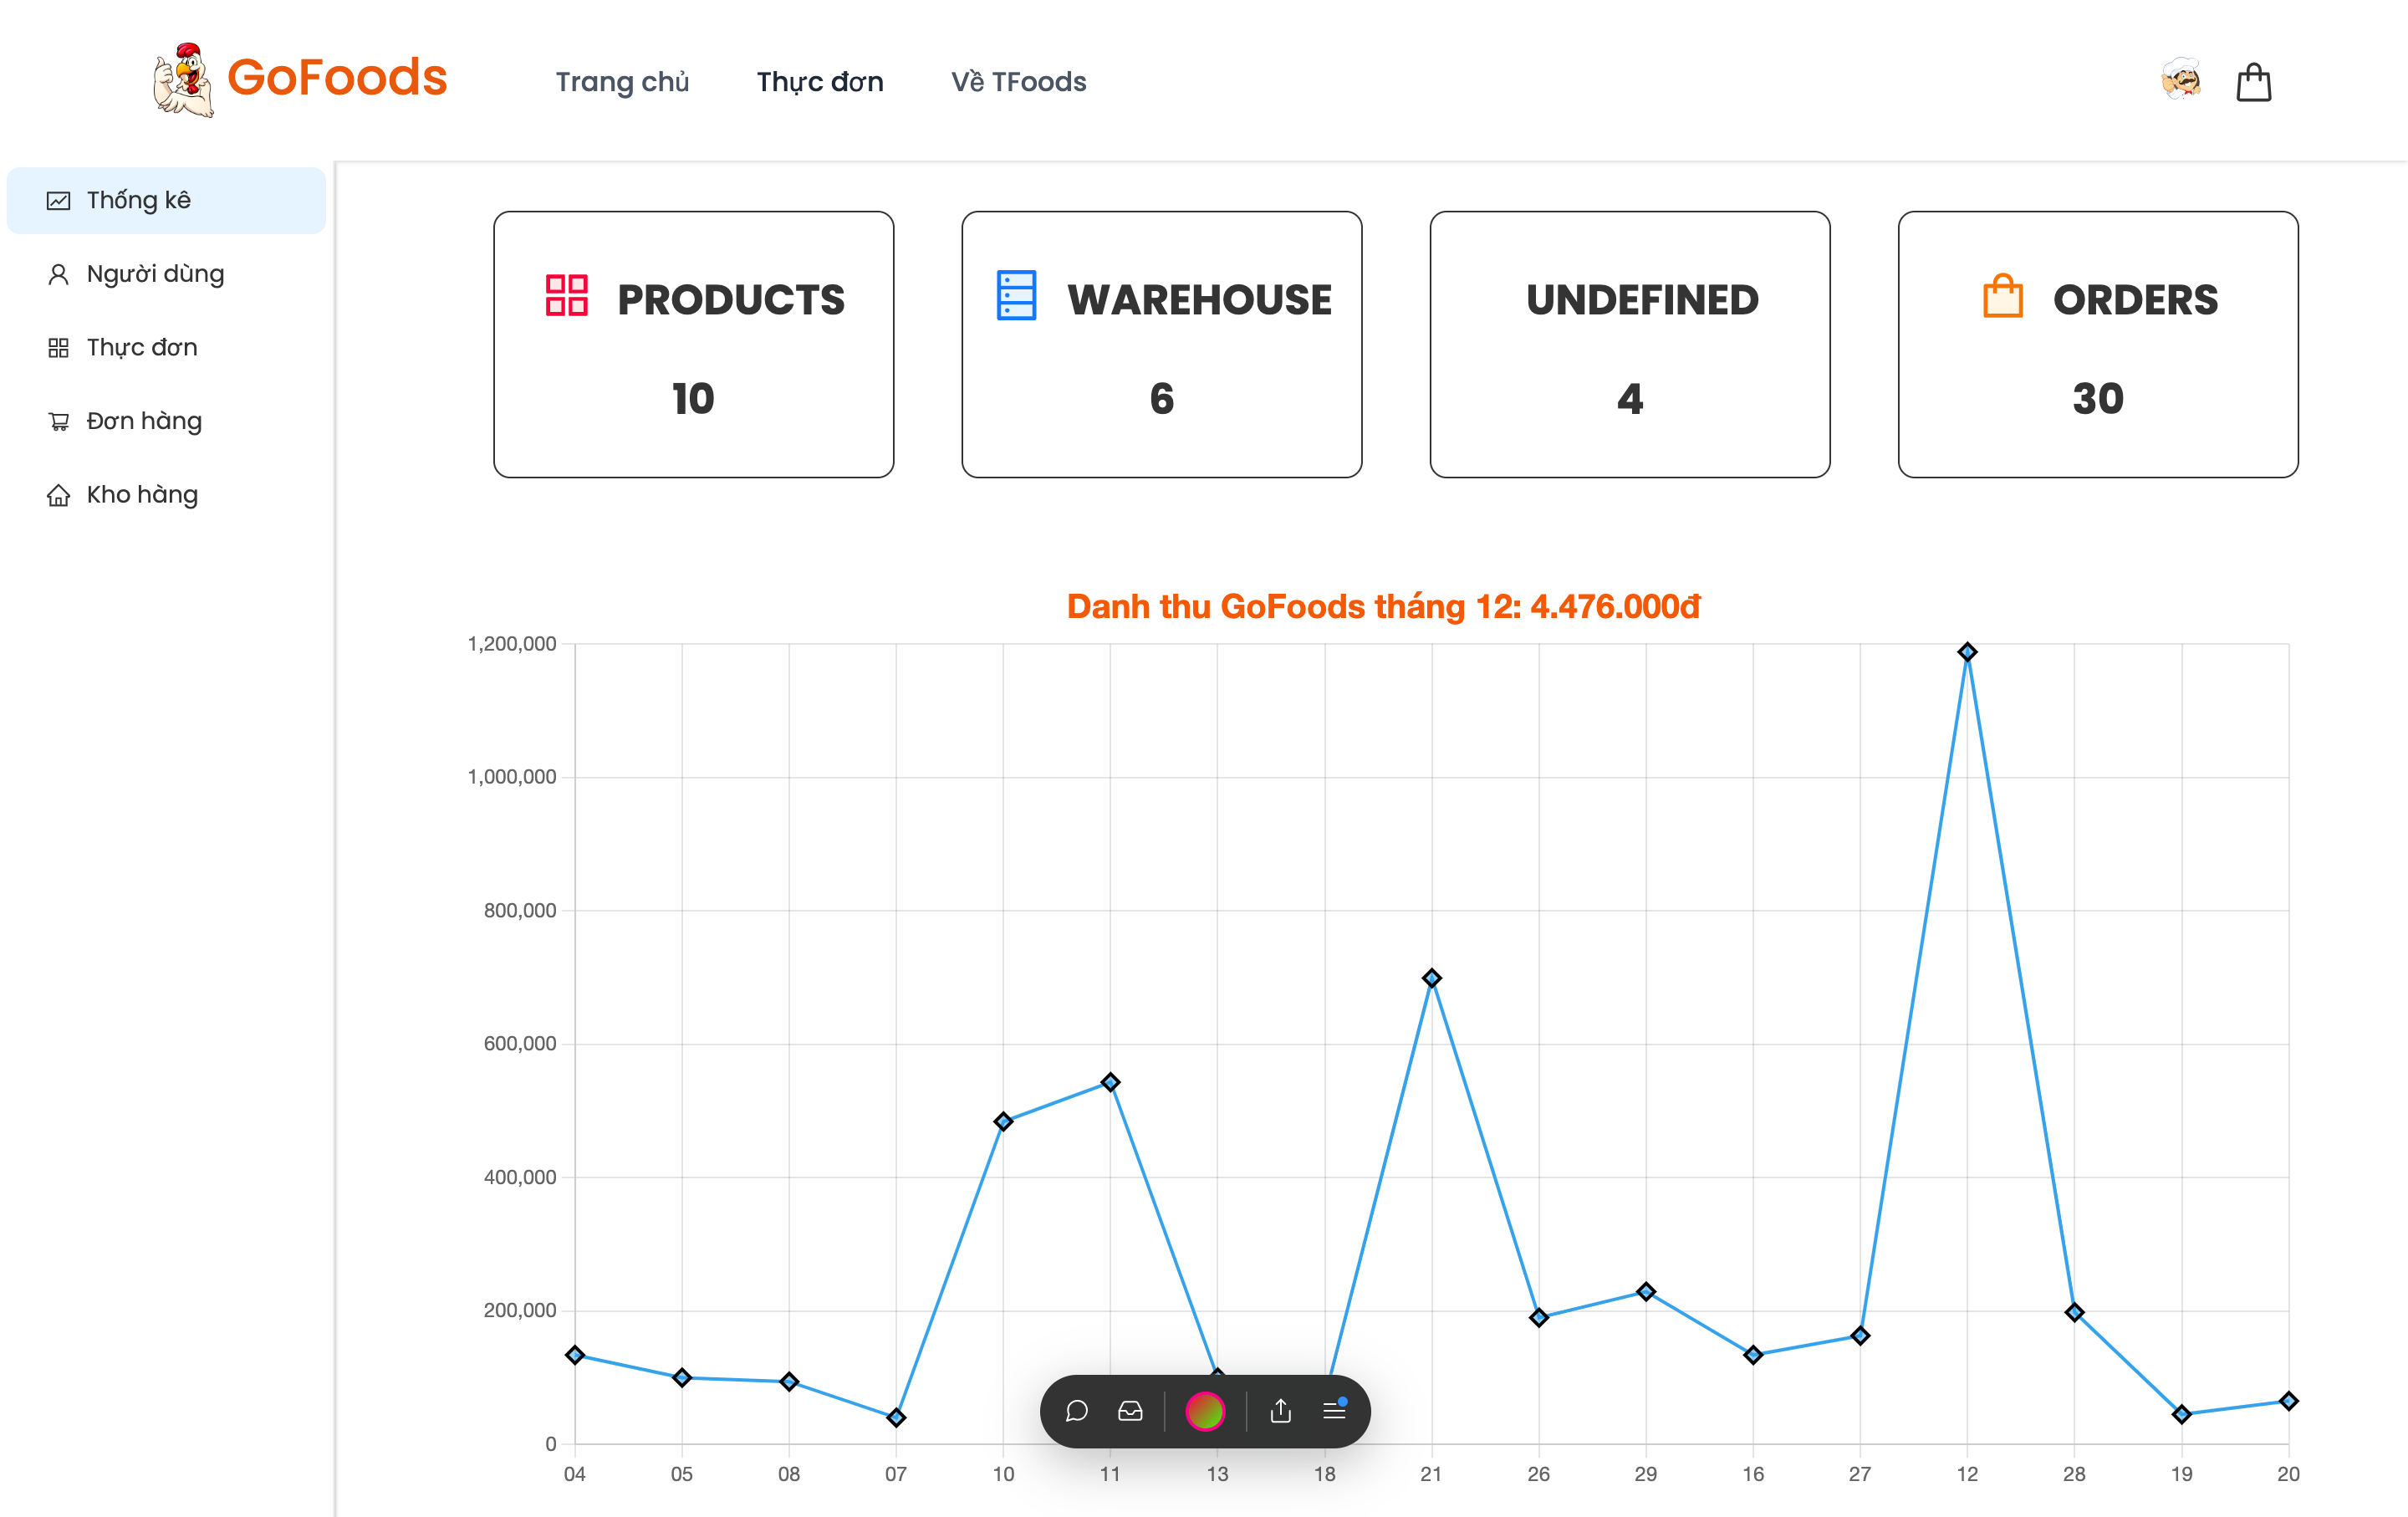 GoFoods
Trang chủ
Thực đơn
Về TFoods
Thống kê
Người dùng
Thực đơn
Đơn hàng
Kho hàng
PRODUCTS
10
WAREHOUSE
6
UNDEFINED
4
ORDERS
30
Danh thu GoFoods tháng 12: 4.476.000đ
1,200,000
1,000,000
800,000
600,000
400,000
200,000
0
04 05 08 07 10 11 13 18 21 26 29 16 27 12 28 19 20